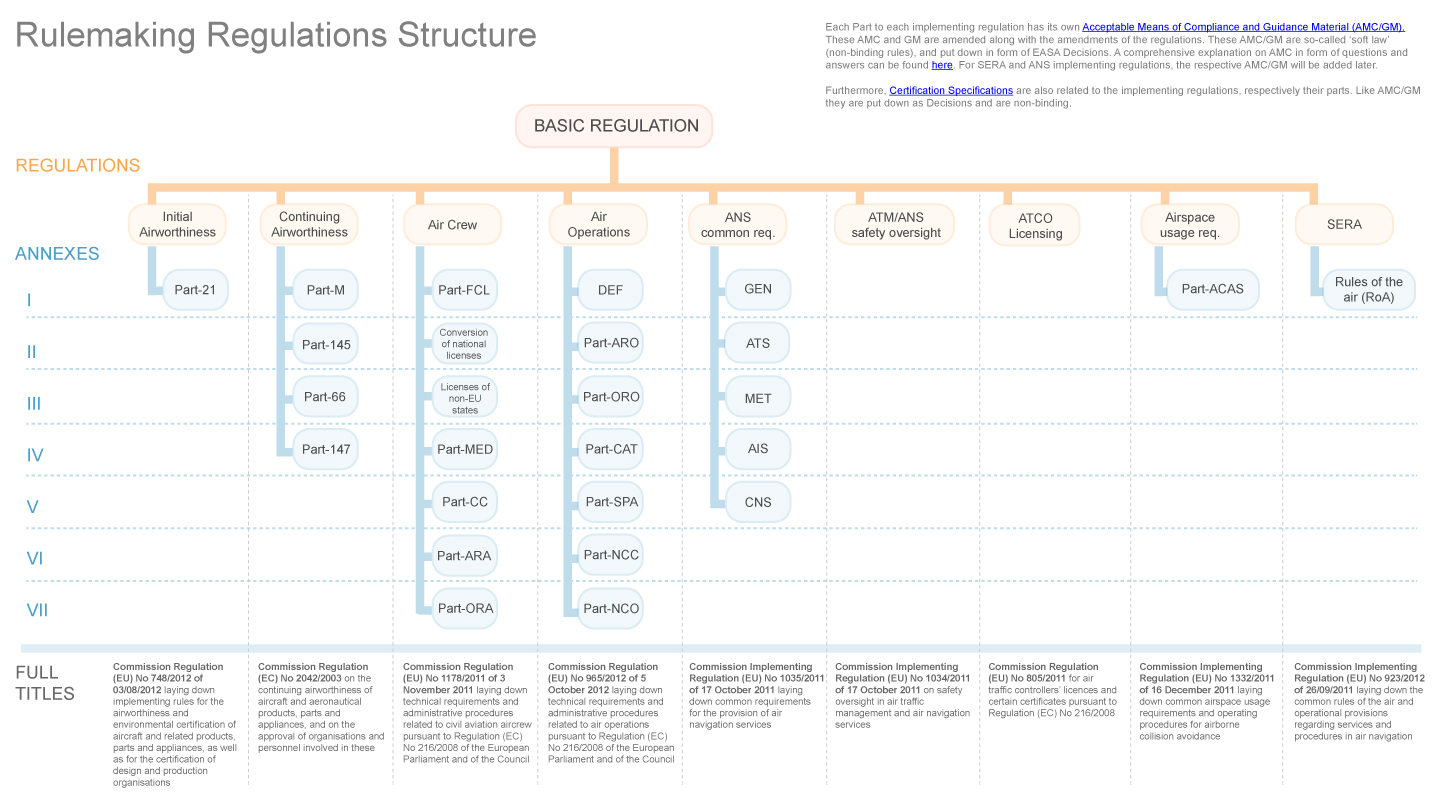 Rulemaking Regulations Structure
Each Part to each implementing regulation has its own Acceptable Means of Compliance and Guidance Material (AMC/GM).
These AMC and GM are amended along with the amendments of the regulations. These AMC/GM are so-called ‘soft law’
(non-binding rules), and put down in form of EASA Decisions. A comprehensive explanation on AMC in form of questions and
answers can be found here. For SERA and ANS implementing regulations, the respective AMC/GM will be added later.
Furthermore, Certification Specifications are also related to the implementing regulations, respectively their parts. Like AMC/GM
they are put down as Decisions and are non-binding.
BASIC REGULATION
REGULATIONS
Initial
Airworthiness
Continuing
Airworthiness
Air Crew
Air
Operations
ANS
common req.
ATM/ANS
safety oversight
ATCO
Licensing
Airspace
usage req.
SERA
ANNEXES
I
Part-21
Part-M
Part-FCL
DEF
GEN
Part-ACAS
Rules of the
air (RoA)
II
Part-145
Conversion
of national
licenses
Part-ARO
ATS
III
Part-66
Licenses of
non-EU
states
Part-ORO
MET
IV
Part-147
Part-MED
Part-CAT
AIS
V
Part-CC
Part-SPA
CNS
VI
Part-ARA
Part-NCC
VII
Part-ORA
Part-NCO
FULL
TITLES
Commission Regulation
(EU) No 748/2012 of
03/08/2012 laying down
implementing rules for the
airworthiness and
environmental certification of
aircraft and related products,
parts and appliances, as well
as for the certification of
design and production
organisations
Commission Regulation
(EC) No 2042/2003 on the
continuing airworthiness of
aircraft and aeronautical
products, parts and
appliances, and on the
approval of organisations and
personnel involved in these
Commission Regulation
(EU) No 1178/2011 of 3
November 2011 laying down
technical requirements and
administrative procedures
related to civil aviation aircrew
pursuant to Regulation (EC)
No 216/2008 of the European
Parliament and of the Council
Commission Regulation
(EU) No 965/2012 of 5
October 2012 laying down
technical requirements and
administrative procedures
related to air operations
pursuant to Regulation (EC)
No 216/2008 of the European
Parliament and of the Council
Commission Implementing
Regulation (EU) No 1035/2011
of 17 October 2011 laying
down common requirements
for the provision of air
navigation services
Commission Implementing
Regulation (EU) No 1034/2011
of 17 October 2011 on safety
oversight in air traffic
management and air navigation
services
Commission Regulation
(EU) No 805/2011 for air
traffic controllers’ licences and
certain certificates pursuant to
Regulation (EC) No 216/2008
Commission Implementing
Regulation (EU) No 1332/2011
of 16 December 2011 laying
down common airspace usage
requirements and operating
procedures for airborne
collision avoidance
Commission Implementing
Regulation (EU) No 923/2012
of 26/09/2011 laying down the
common rules of the air and
operational provisions
regarding services and
procedures in air navigation